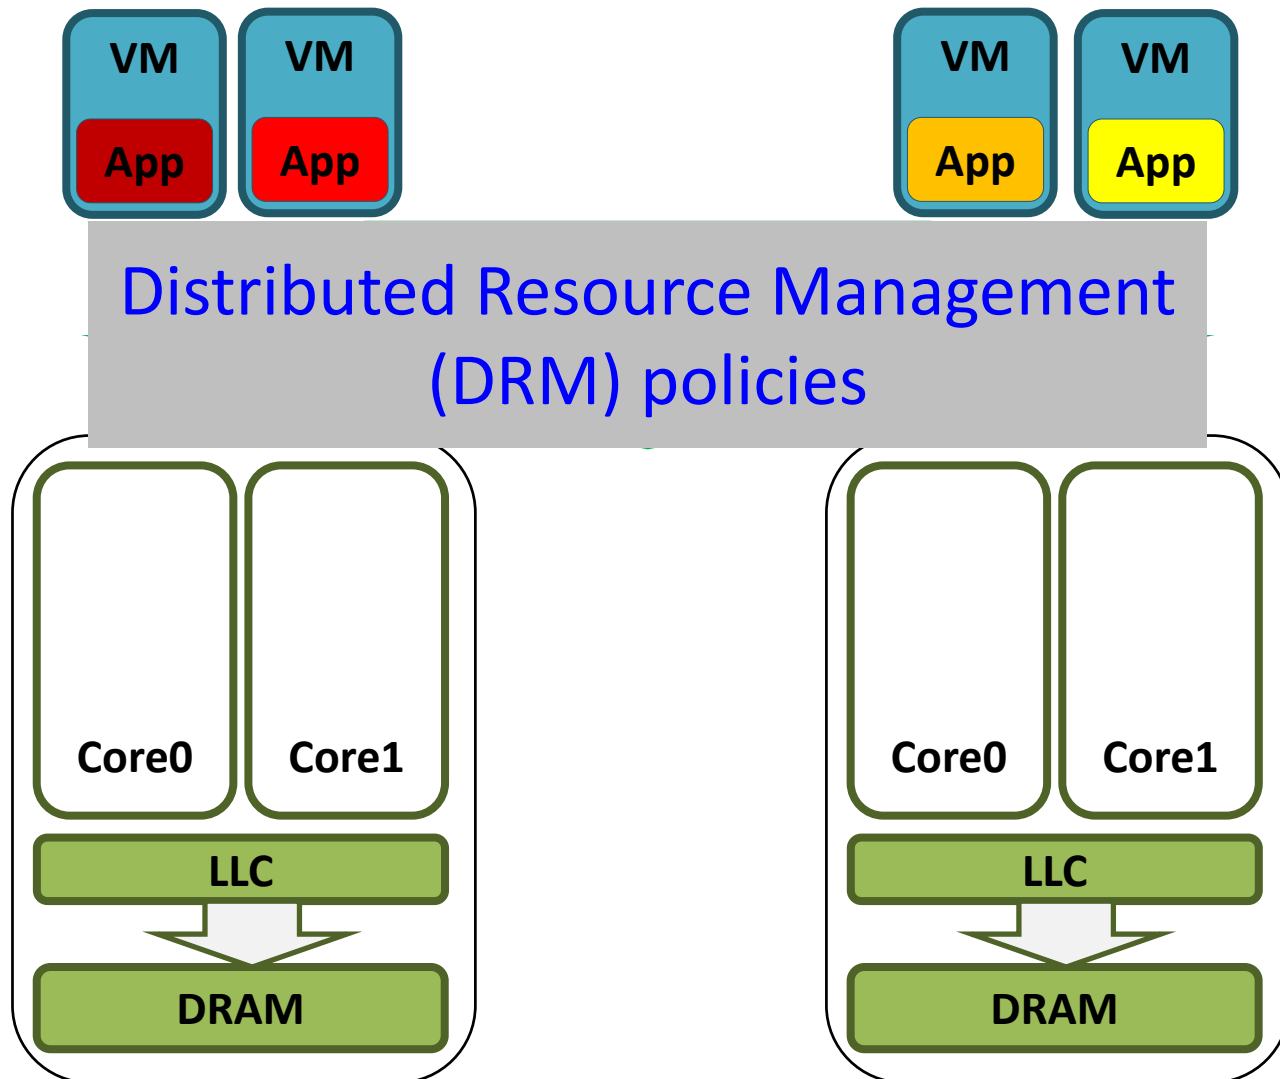 VM VM VM VM
App App App App
Distributed Resource Management
(DRM) policies
Core0 Core1 Core0 Core1
LLC LLC
DRAM DRAM